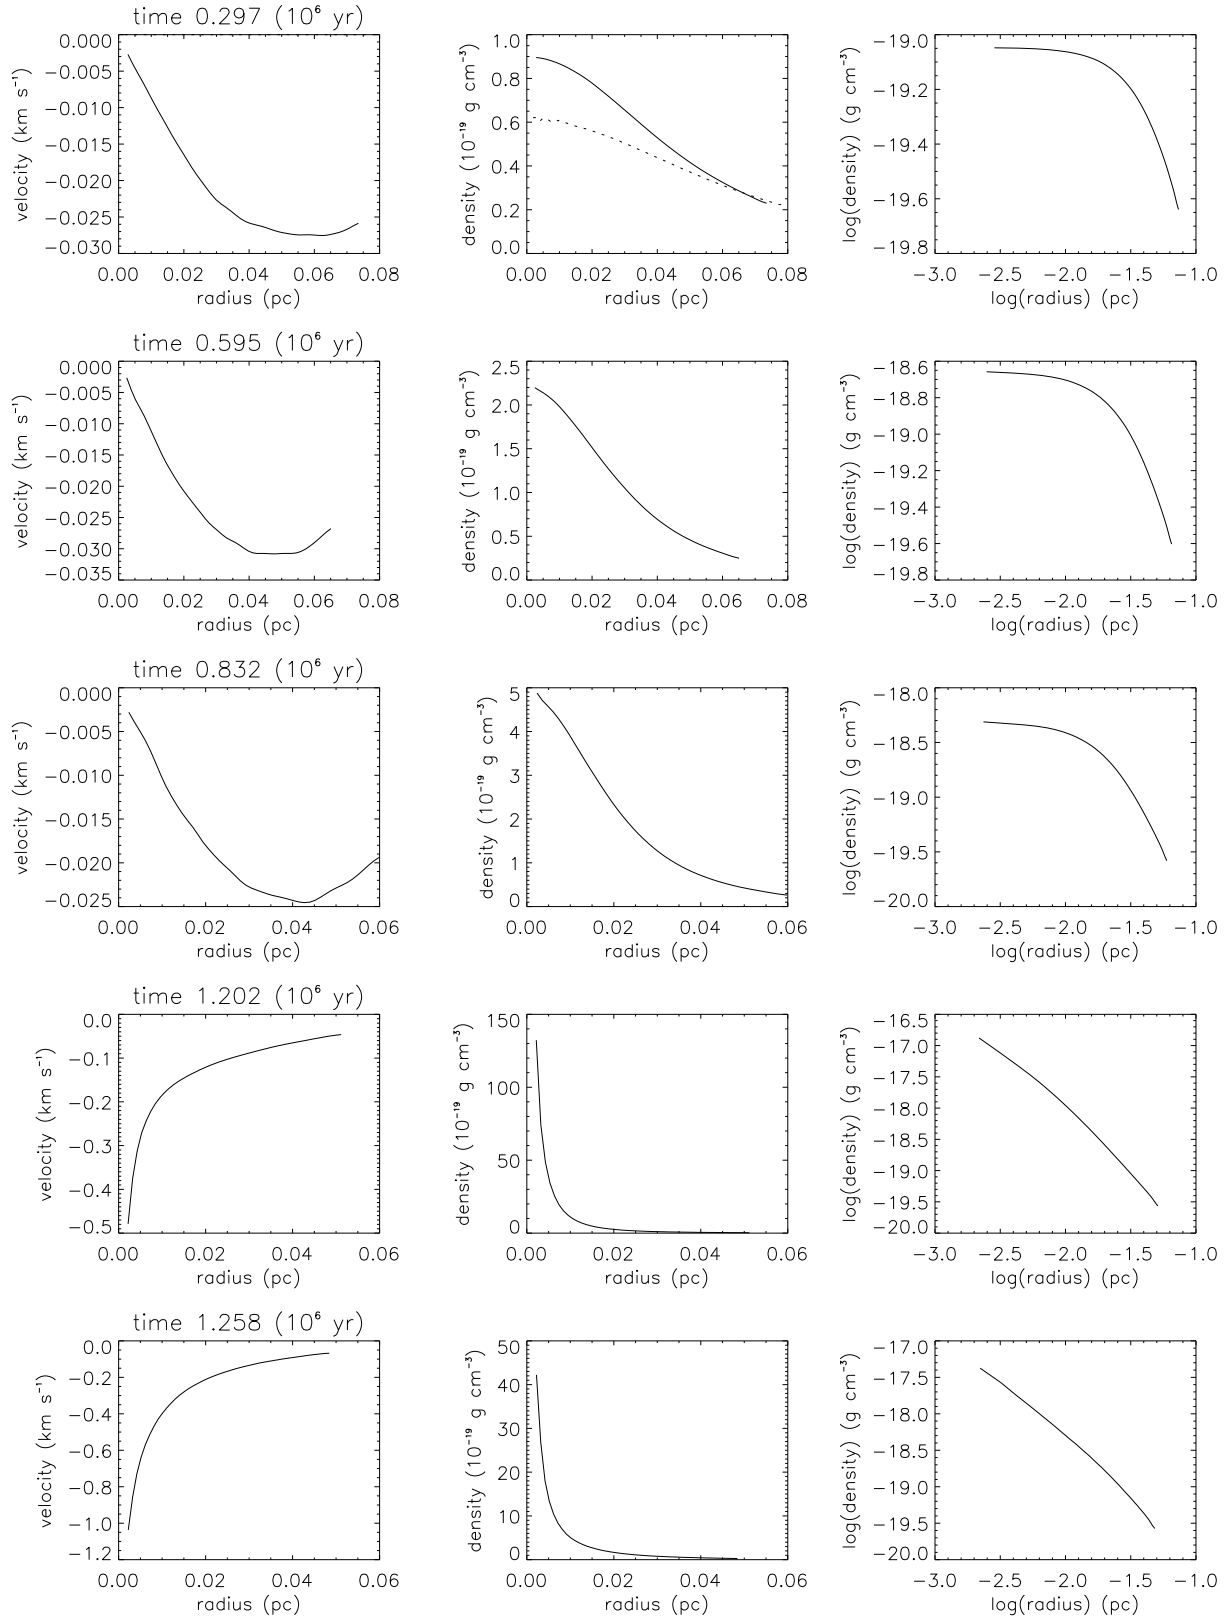 time 0.297 (10⁶ yr)
velocity (km s⁻¹)
0.000
−0.005
−0.010
−0.015
−0.020
−0.025
−0.030
0.00 0.02 0.04 0.06 0.08
radius (pc)
density (10⁻¹⁹ g cm⁻³)
1.0
0.8
0.6
0.4
0.2
0.0
0.00 0.02 0.04 0.06 0.08
radius (pc)
log(density) (g cm⁻³)
−19.0
−19.2
−19.4
−19.6
−19.8
−3.0 −2.5 −2.0 −1.5 −1.0
log(radius) (pc)
time 0.595 (10⁶ yr)
velocity (km s⁻¹)
0.000
−0.005
−0.010
−0.015
−0.020
−0.025
−0.030
−0.035
0.00 0.02 0.04 0.06 0.08
radius (pc)
density (10⁻¹⁹ g cm⁻³)
2.5
2.0
1.5
1.0
0.5
0.0
0.00 0.02 0.04 0.06 0.08
radius (pc)
log(density) (g cm⁻³)
−18.6
−18.8
−19.0
−19.2
−19.4
−19.6
−19.8
−3.0 −2.5 −2.0 −1.5 −1.0
log(radius) (pc)
time 0.832 (10⁶ yr)
velocity (km s⁻¹)
0.000
−0.005
−0.010
−0.015
−0.020
−0.025
0.00 0.02 0.04 0.06
radius (pc)
density (10⁻¹⁹ g cm⁻³)
5
4
3
2
1
0
0.00 0.02 0.04 0.06
radius (pc)
log(density) (g cm⁻³)
−18.0
−18.5
−19.0
−19.5
−20.0
−3.0 −2.5 −2.0 −1.5 −1.0
log(radius) (pc)
time 1.202 (10⁶ yr)
velocity (km s⁻¹)
0.0
−0.1
−0.2
−0.3
−0.4
−0.5
0.00 0.02 0.04 0.06
radius (pc)
density (10⁻¹⁹ g cm⁻³)
150
100
50
0
0.00 0.02 0.04 0.06
radius (pc)
log(density) (g cm⁻³)
−16.5
−17.0
−17.5
−18.0
−18.5
−19.0
−19.5
−20.0
−3.0 −2.5 −2.0 −1.5 −1.0
log(radius) (pc)
time 1.258 (10⁶ yr)
velocity (km s⁻¹)
0.0
−0.2
−0.4
−0.6
−0.8
−1.0
−1.2
0.00 0.02 0.04 0.06
radius (pc)
density (10⁻¹⁹ g cm⁻³)
50
40
30
20
10
0
0.00 0.02 0.04 0.06
radius (pc)
log(density) (g cm⁻³)
−17.0
−17.5
−18.0
−18.5
−19.0
−19.5
−20.0
−3.0 −2.5 −2.0 −1.5 −1.0
log(radius) (pc)